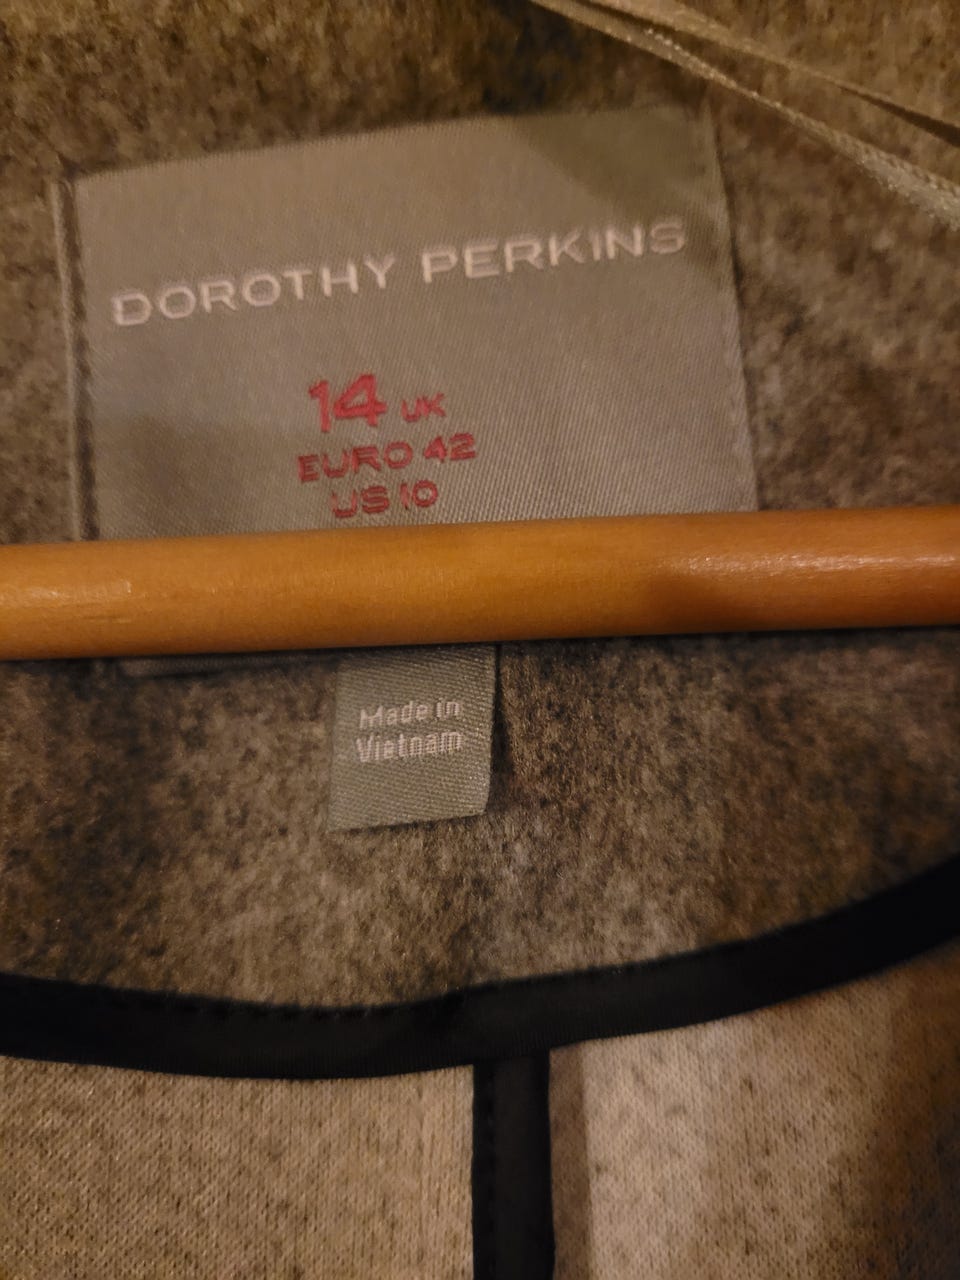 DOROTHY PERKINS
14 UK
EURO 42
US 10
Made in
Vietnam